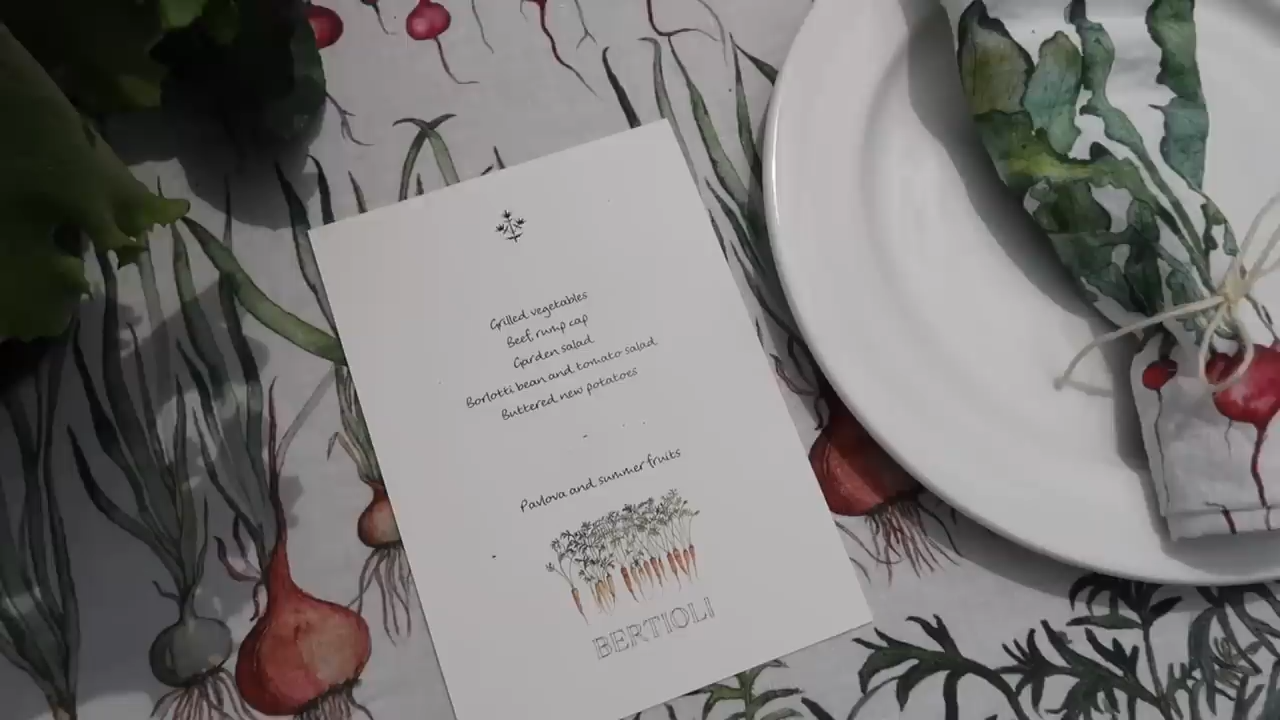 Grilled vegetables
Beef rump cap
Garden salad
Borlotti bean and tomato salad
Buttered new potatoes
-
Pavlova and summer fruits
BERTIOLI